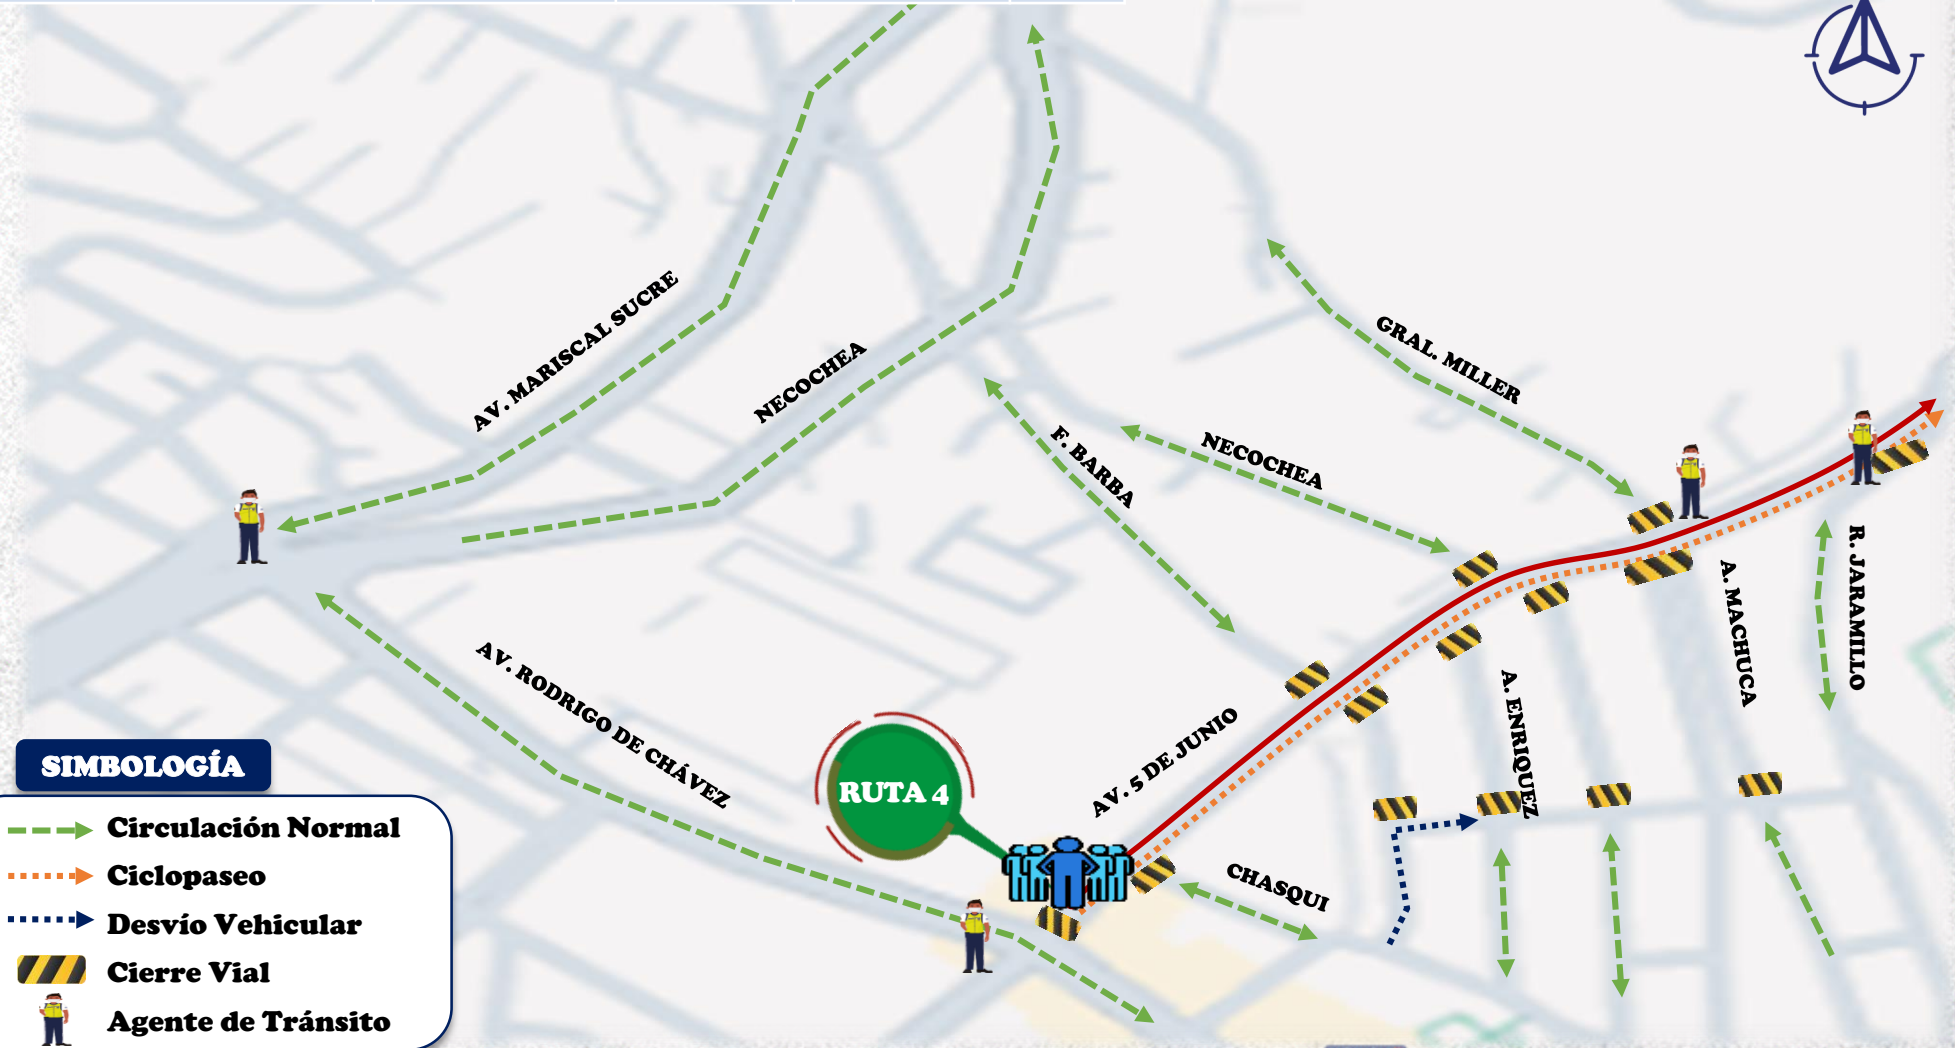 AV. MARISCAL SUCRE
NECOCHEA
GRAL. MILLER
F. BARBA
NECOCHEA
R. JARAMILLO
A. MACHUCA
A. ENRIQUEZ
AV. RODRIGO DE CHÁVEZ
AV. 5 DE JUNIO
RUTA 4
CHASQUI
SIMBOLOGÍA
Circulación Normal
Ciclopaseo
Desvío Vehicular
Cierre Vial
Agente de Tránsito